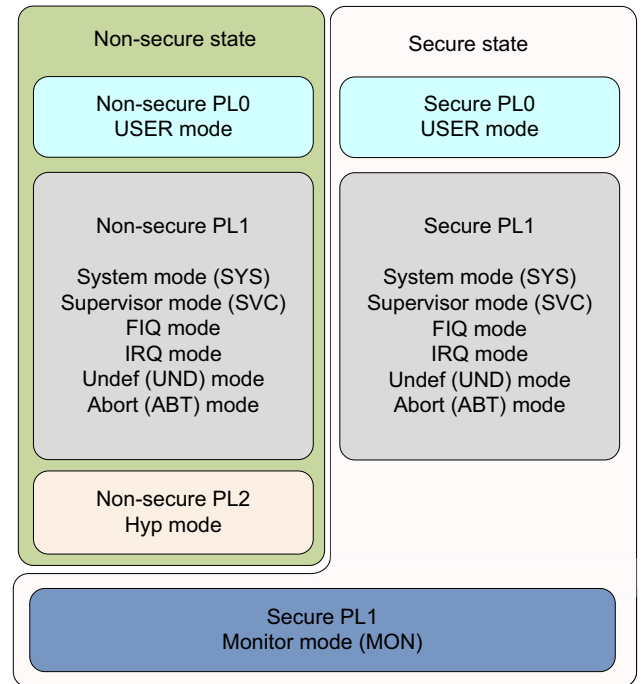 Non-secure state
Non-secure PL0
USER mode
Non-secure PL1
System mode (SYS)
Supervisor mode (SVC)
FIQ mode
IRQ mode
Undef (UND) mode
Abort (ABT) mode
Non-secure PL2
Hyp mode
Secure state
Secure PL0
USER mode
Secure PL1
System mode (SYS)
Supervisor mode (SVC)
FIQ mode
IRQ mode
Undef (UND) mode
Abort (ABT) mode
Secure PL1
Monitor mode (MON)